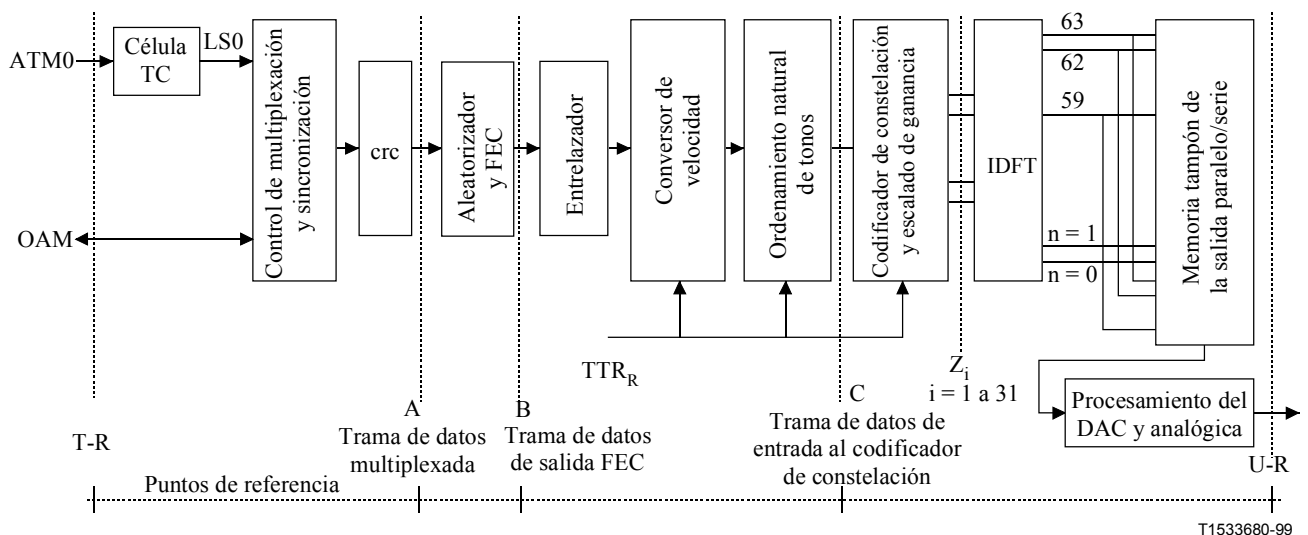 ATM0
Célula
TC
LS0
OAM
Control de multiplexación
y sincronización
crc
Aleatorizador
y FEC
Entrelazador
Conversor de
velocidad
Ordenamiento natural
de tonos
Codificador de constelación
y escalado de ganancia
IDFT
63
62
59
n = 1
n = 0
Memoria tampón de
la salida paralelo/serie
TTR_R
Z_i
i = 1 a 31
Procesamiento del
DAC y analógica
T-R
A
Trama de datos
multiplexada
B
Trama de datos
de salida FEC
C
Trama de datos de
entrada al codificador
de constelación
U-R
Puntos de referencia
T1533680-99